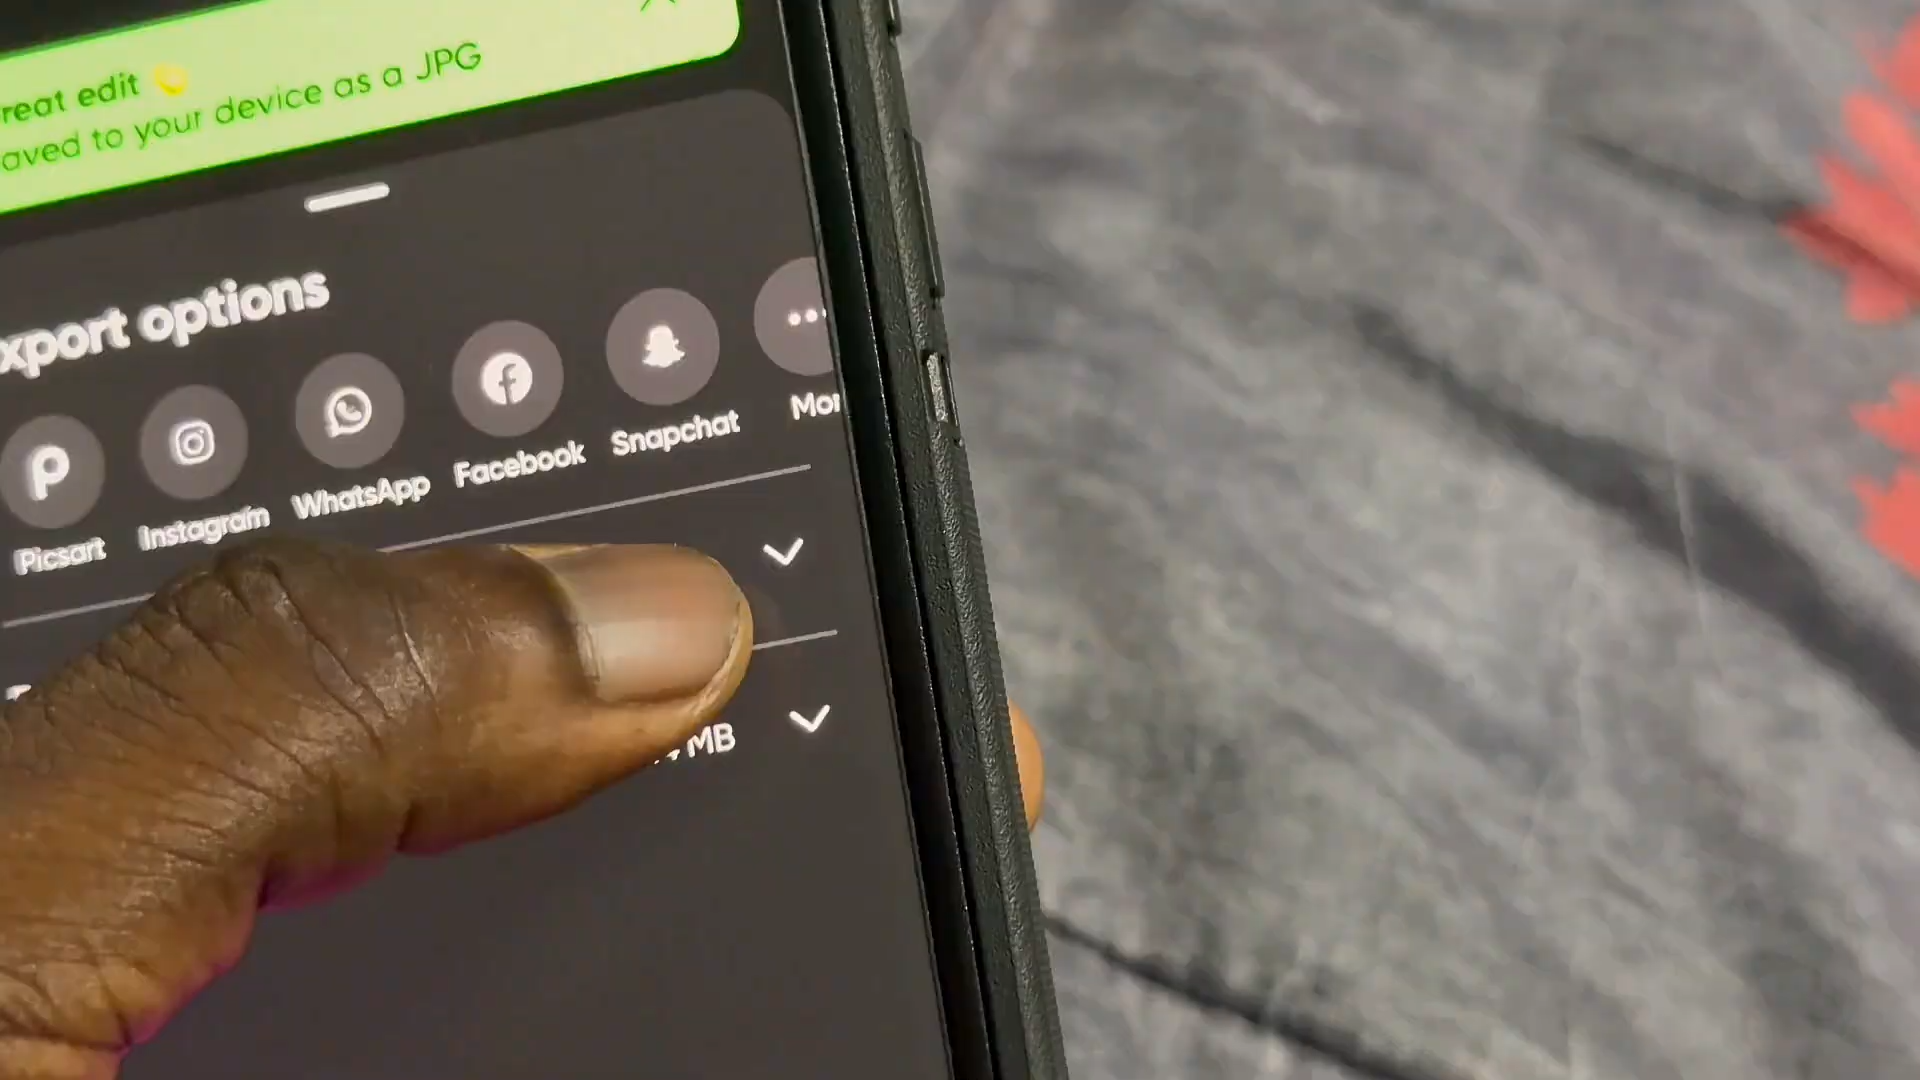 reat edit
aved to your device as a JPG
xport options
Picsart
Instagram
WhatsApp
Facebook
Snapchat
Mor
MB